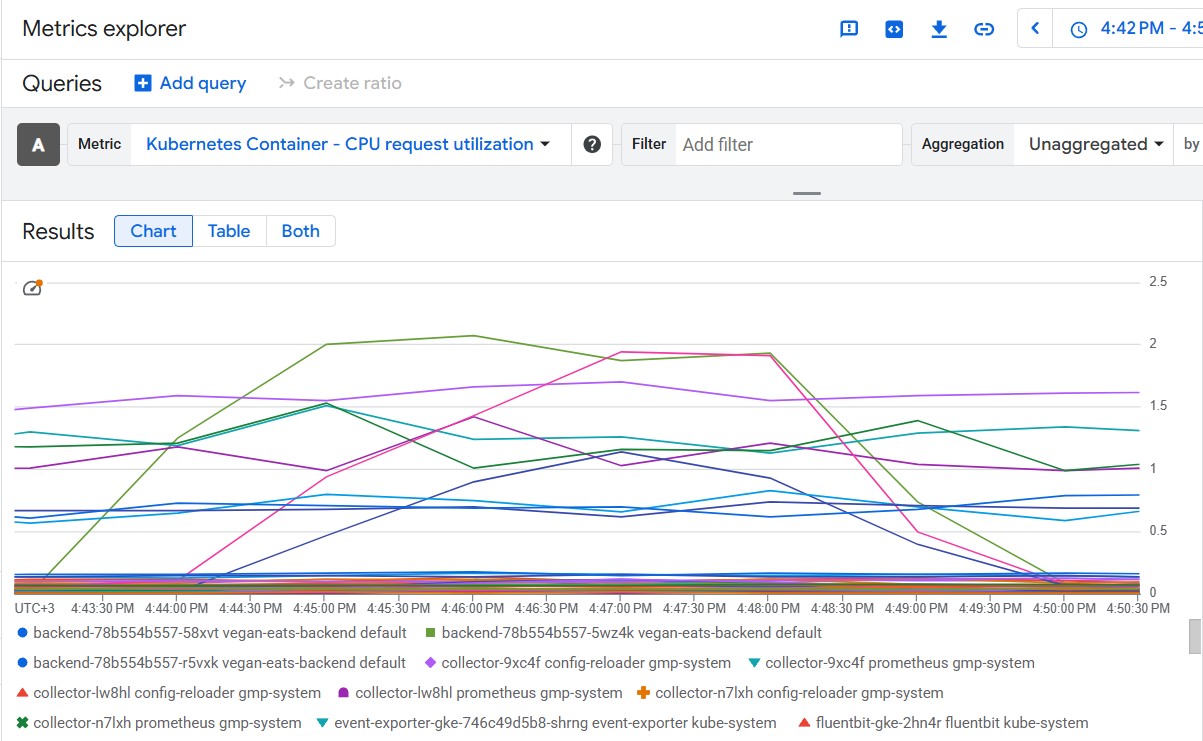 Metrics explorer
4:42 PM - 4:5
Queries Add query Create ratio
A Metric Kubernetes Container - CPU request utilization Filter Add filter Aggregation Unaggregated by
Results Chart Table Both
2.5
2
1.5
1
0.5
0
UTC+3 4:43:30 PM 4:44:00 PM 4:44:30 PM 4:45:00 PM 4:45:30 PM 4:46:00 PM 4:46:30 PM 4:47:00 PM 4:47:30 PM 4:48:00 PM 4:48:30 PM 4:49:00 PM 4:49:30 PM 4:50:00 PM 4:50:30 PM
backend-78b554b557-58xvt vegan-eats-backend default backend-78b554b557-5wz4k vegan-eats-backend default
backend-78b554b557-r5vxk vegan-eats-backend default collector-9xc4f config-reloader gmp-system collector-9xc4f prometheus gmp-system
collector-lw8hl config-reloader gmp-system collector-lw8hl prometheus gmp-system collector-n7lxh config-reloader gmp-system
collector-n7lxh prometheus gmp-system event-exporter-gke-746c49d5b8-shrng event-exporter kube-system fluentbit-gke-2hn4r fluentbit kube-system